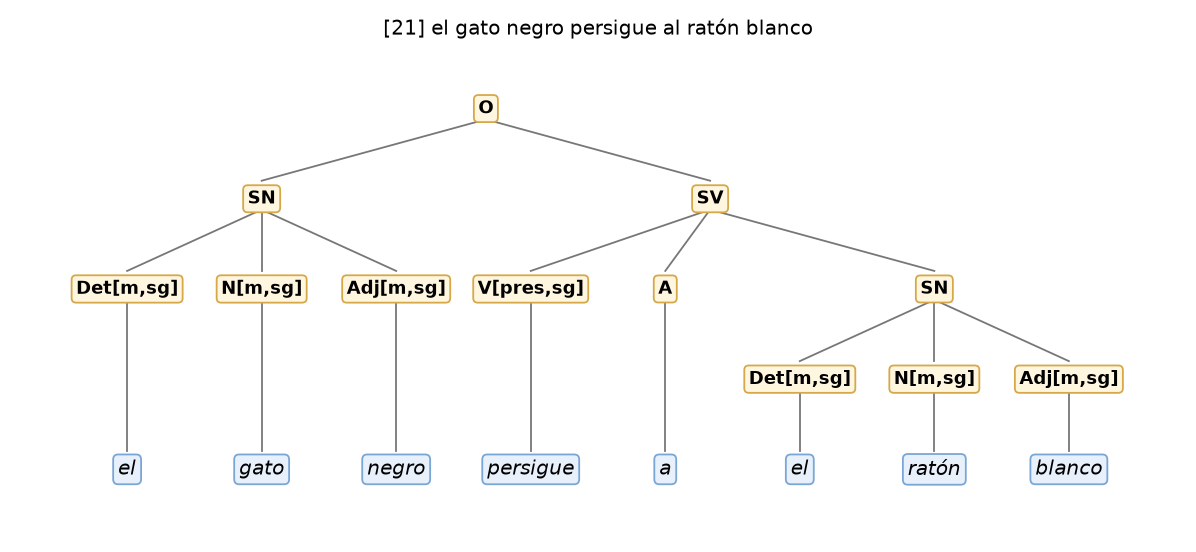 [21] el gato negro persigue al ratón blanco
O
SN SV
Det[m,sg] N[m,sg] Adj[m,sg] V[pres,sg] A SN
Det[m,sg] N[m,sg] Adj[m,sg]
el gato negro persigue a el ratón blanco